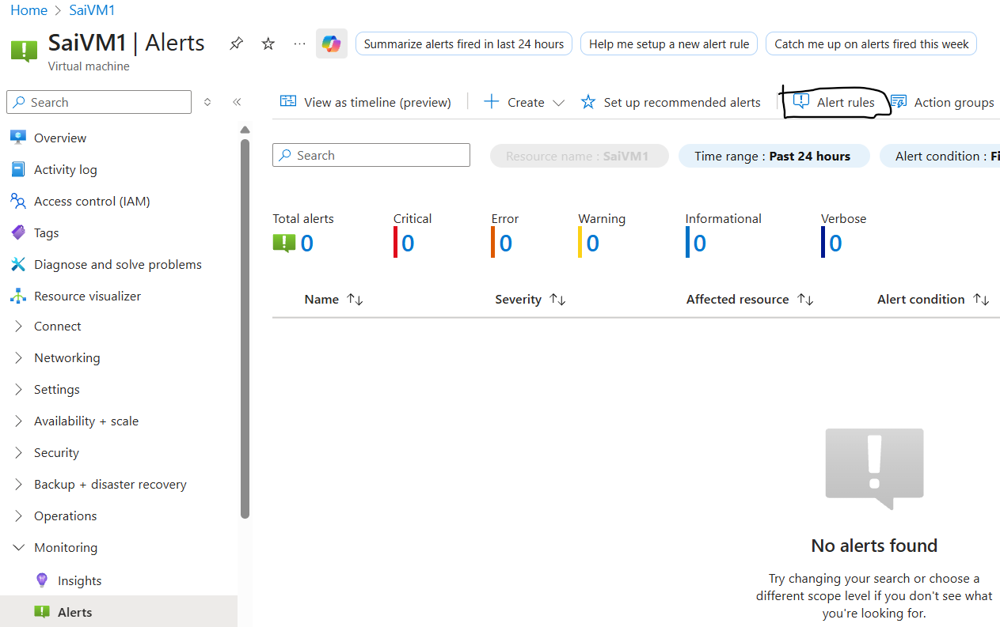 Home > SaiVM1
SaiVM1 | Alerts
Virtual machine
Summarize alerts fired in last 24 hours
Help me setup a new alert rule
Catch me up on alerts fired this week
Search
View as timeline (preview)
Create
Set up recommended alerts
Alert rules
Action groups
Overview
Activity log
Access control (IAM)
Tags
Diagnose and solve problems
Resource visualizer
Connect
Networking
Settings
Availability + scale
Security
Backup + disaster recovery
Operations
Monitoring
Insights
Alerts
Search
Resource name : SaiVM1
Time range : Past 24 hours
Alert condition : Fi
Total alerts
0
Critical
0
Error
0
Warning
0
Informational
0
Verbose
0
Name
Severity
Affected resource
Alert condition
No alerts found
Try changing your search or choose a
different scope level if you don't see what
you're looking for.